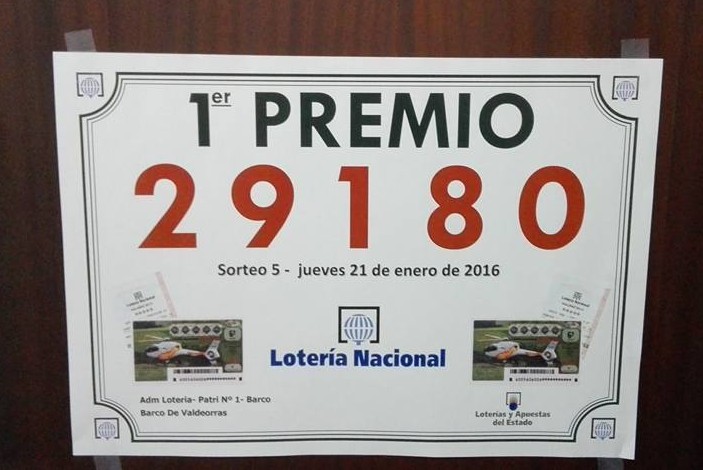 1er PREMIO
29180
Sorteo 5 - jueves 21 de enero de 2016
Lotería Nacional
Adm Loteria- Patri Nº 1- Barco
Barco De Valdeorras
Loterías y Apuestas
del Estado